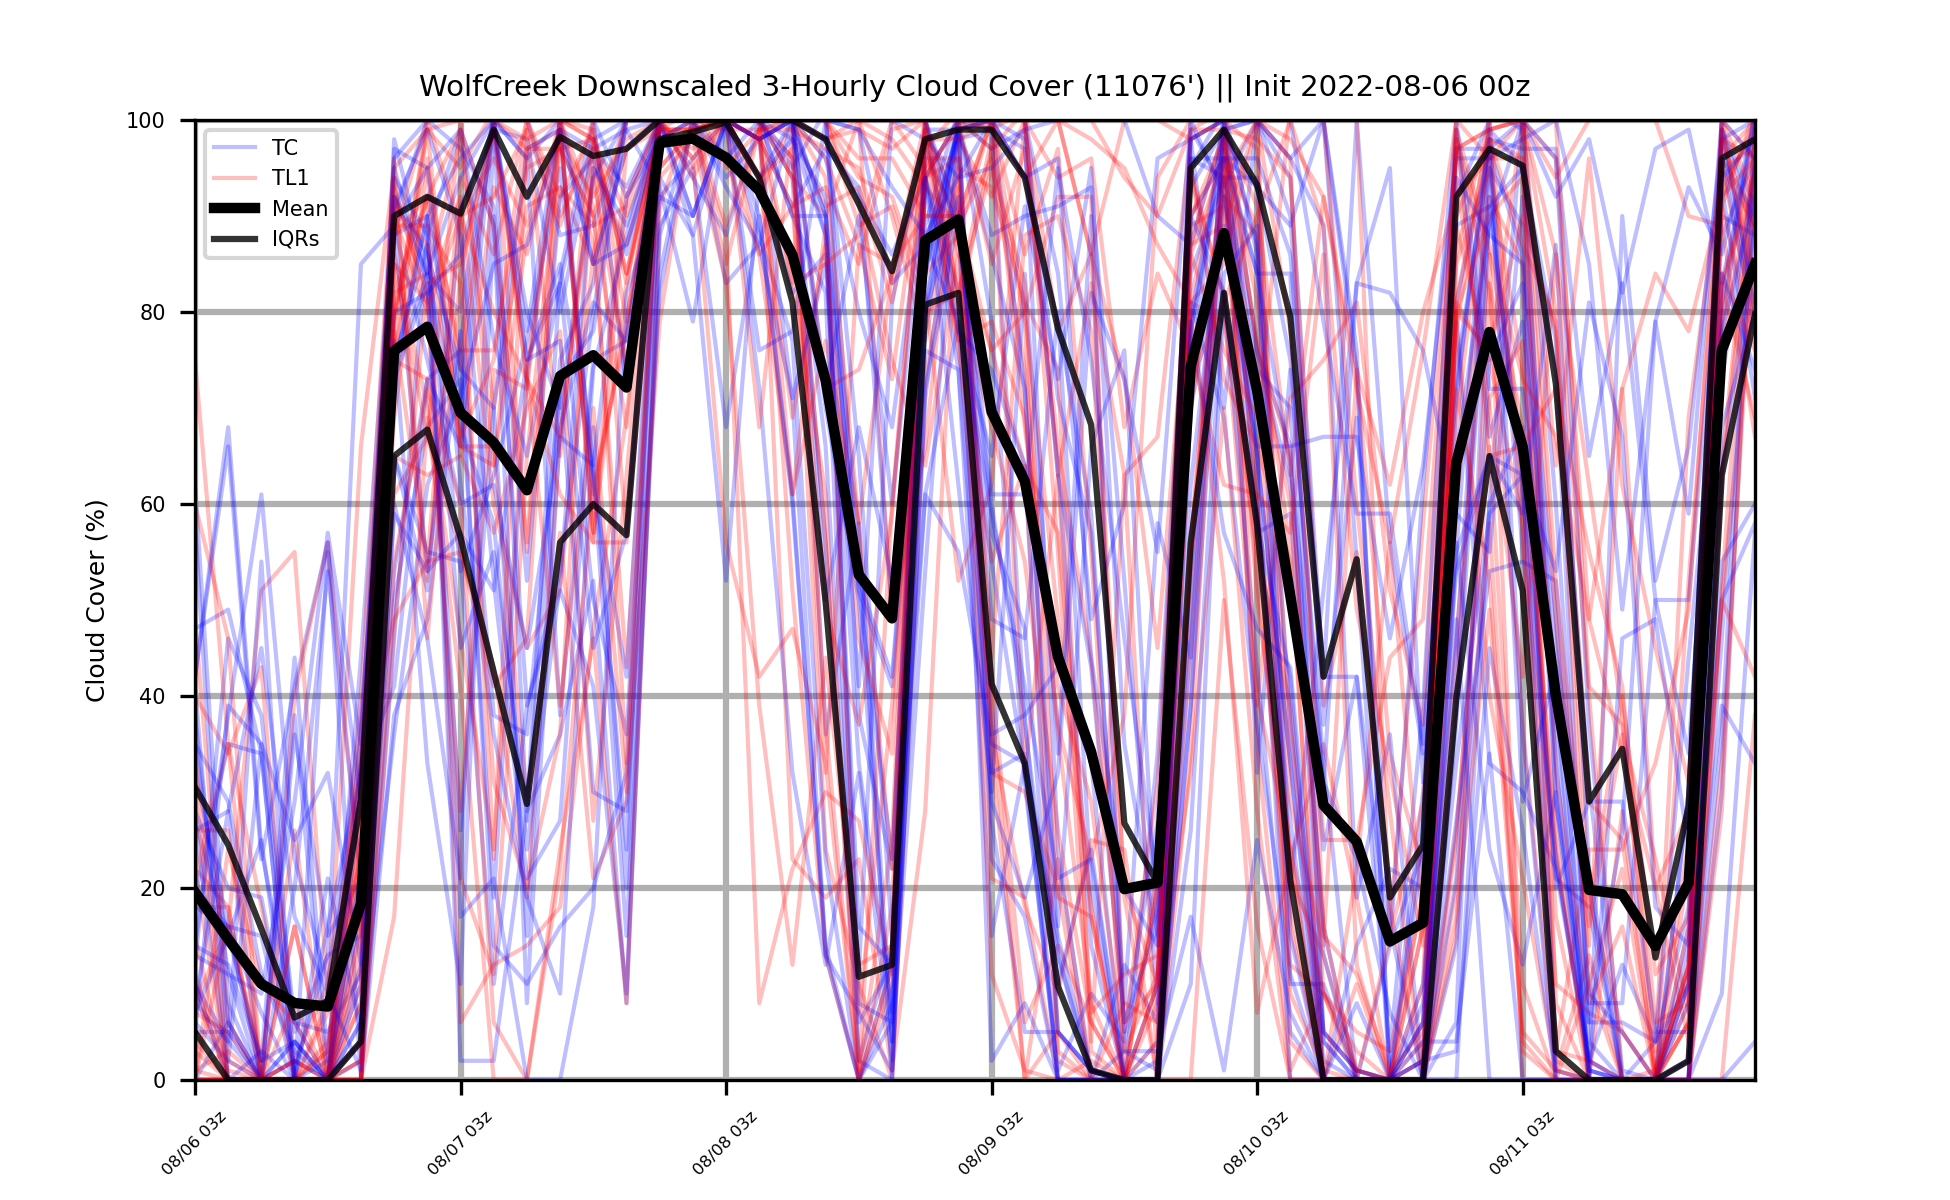 WolfCreek Downscaled 3-Hourly Cloud Cover (11076') || Init 2022-08-06 00z
Cloud Cover (%)
100
80
60
40
20
0
TC
TL1
Mean
IQRs
08/06 03z
08/07 03z
08/08 03z
08/09 03z
08/10 03z
08/11 03z